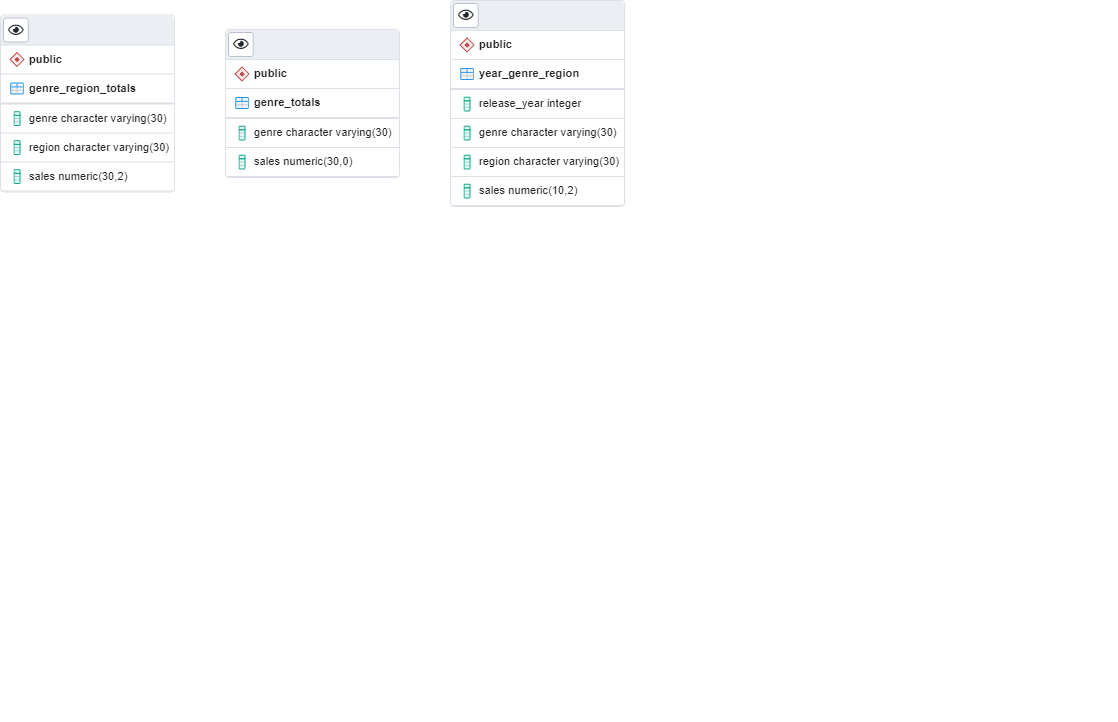 public
genre_region_totals
genre character varying(30)
region character varying(30)
sales numeric(30,2)
public
genre_totals
genre character varying(30)
sales numeric(30,0)
public
year_genre_region
release_year integer
genre character varying(30)
region character varying(30)
sales numeric(10,2)